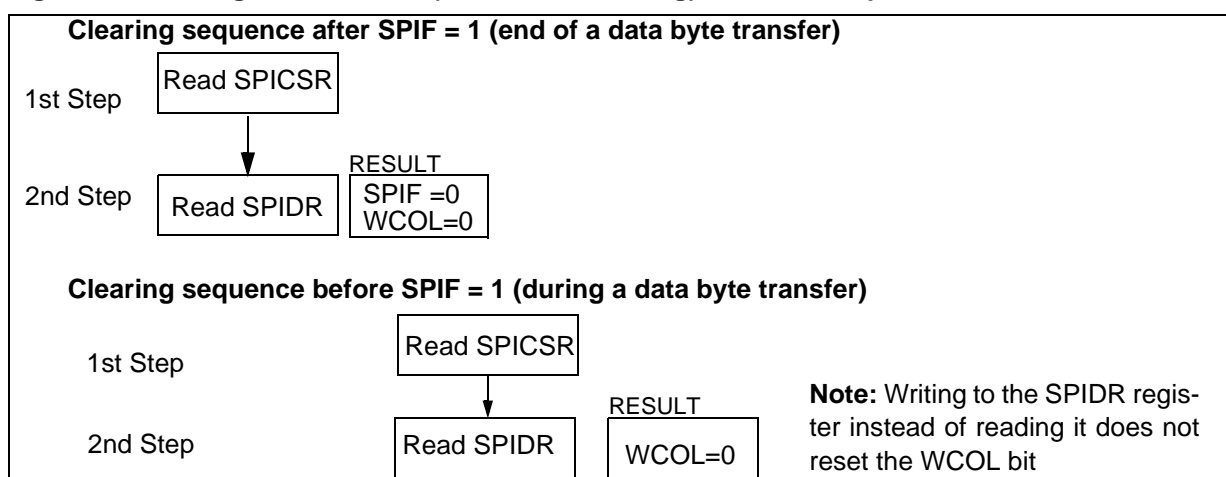 Clearing sequence after SPIF = 1 (end of a data byte transfer)
1st Step
Read SPICSR
2nd Step
Read SPIDR
RESULT
SPIF =0
WCOL=0
Clearing sequence before SPIF = 1 (during a data byte transfer)
1st Step
Read SPICSR
2nd Step
Read SPIDR
RESULT
WCOL=0
Note: Writing to the SPIDR regis-
ter instead of reading it does not
reset the WCOL bit